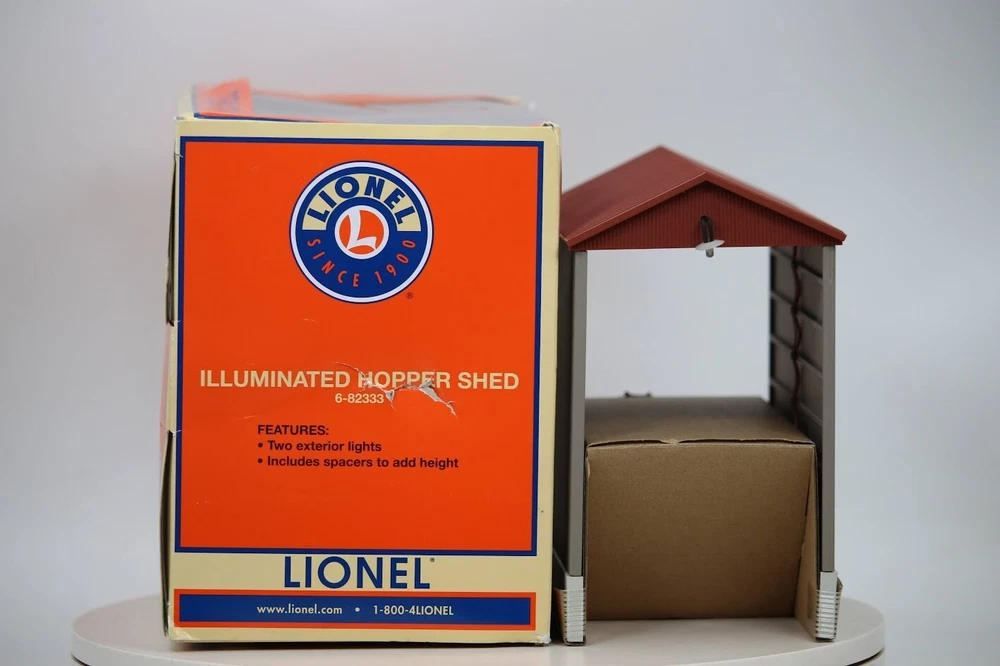 LIONEL
L
SINCE 1900
®
ILLUMINATED HOPPER SHED
6-82333
FEATURES:
• Two exterior lights
• Includes spacers to add height
LIONEL®
www.lionel.com • 1-800-4LIONEL